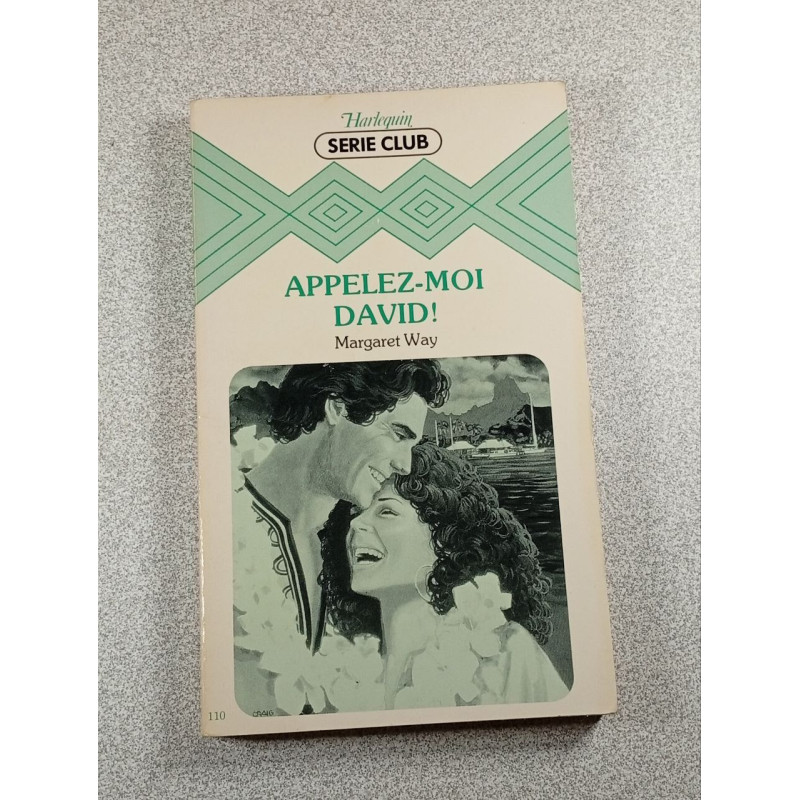 Harlequin
SERIE CLUB
APPELEZ-MOI
DAVID!
Margaret Way
CRAIG
110